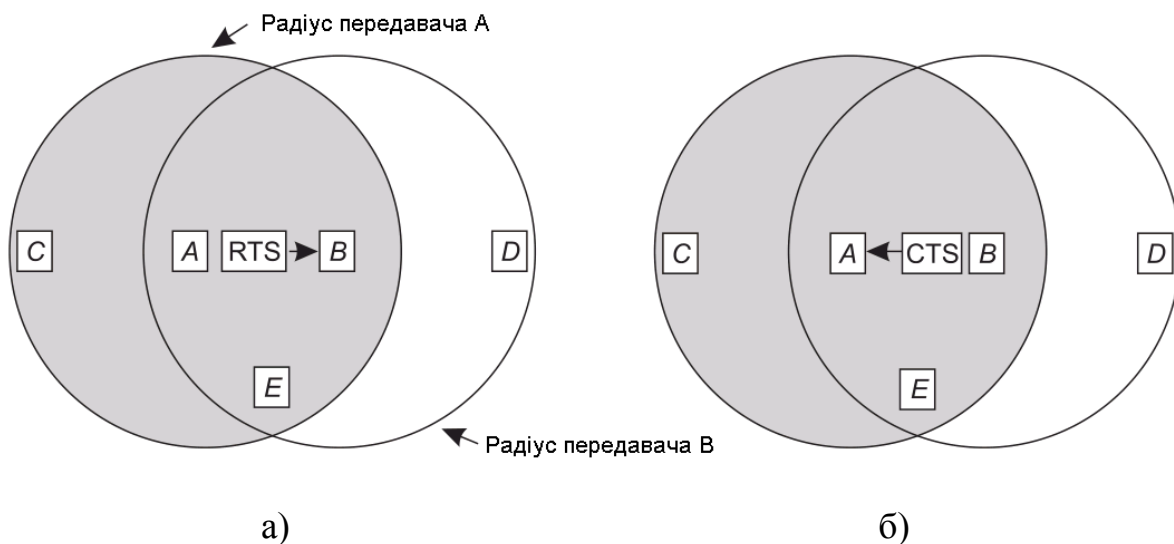 Радіус передавача А
C
A
RTS
B
D
E
Радіус передавача В
а)
C
A
CTS
B
D
E
б)